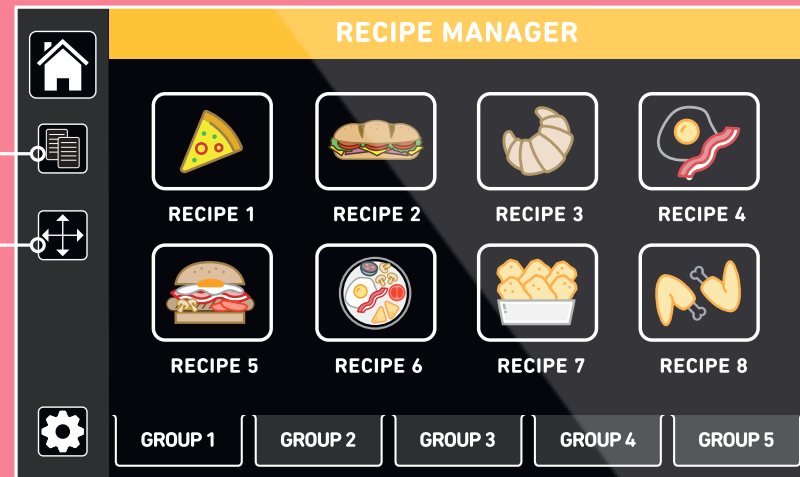 RECIPE MANAGER
RECIPE 1 RECIPE 2 RECIPE 3 RECIPE 4
RECIPE 5 RECIPE 6 RECIPE 7 RECIPE 8
GROUP 1 GROUP 2 GROUP 3 GROUP 4 GROUP 5